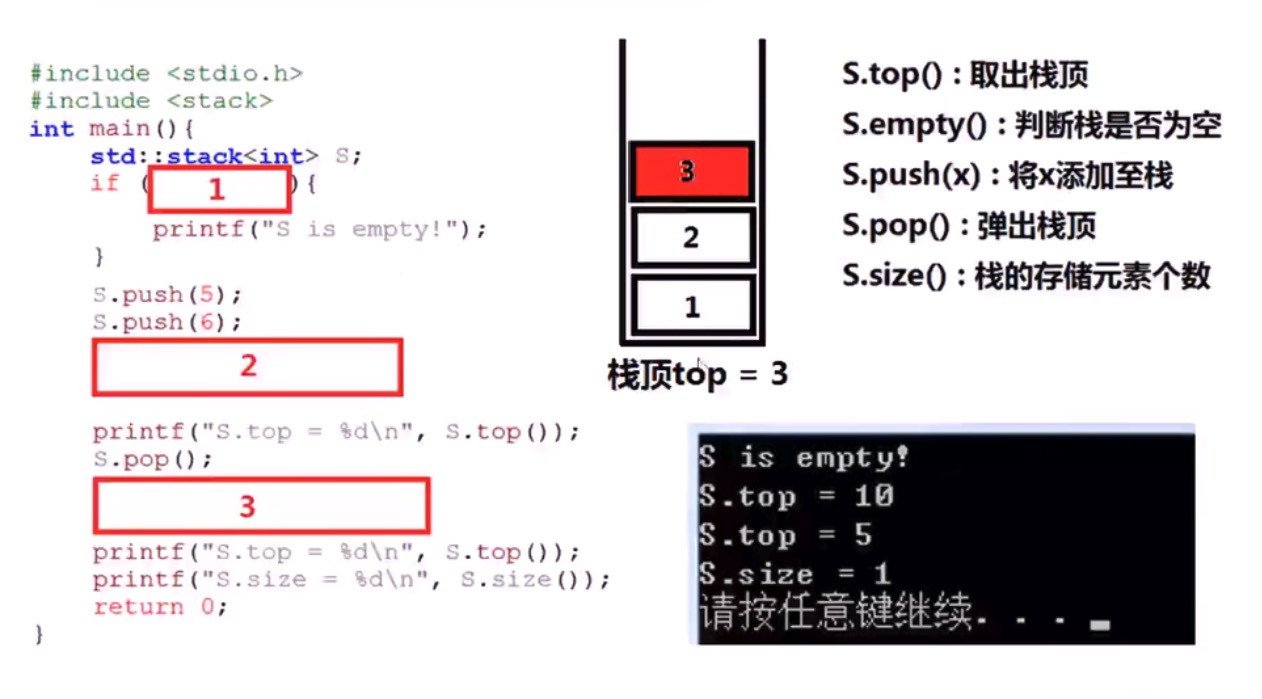 #include <stdio.h>
#include <stack>
int main(){
std::stack<int> S;
if (
1
){
printf("S is empty!");
}
S.push(5);
S.push(6);
2
printf("S.top = %d\n", S.top());
S.pop();
3
printf("S.top = %d\n", S.top());
printf("S.size = %d\n", S.size());
return 0;
}
3
2
1
栈顶top = 3
S.top() : 取出栈顶
S.empty() : 判断栈是否为空
S.push(x) : 将x添加至栈
S.pop() : 弹出栈顶
S.size() : 栈的存储元素个数
S is empty!
S.top = 10
S.top = 5
S.size = 1
请按任意键继续. . .